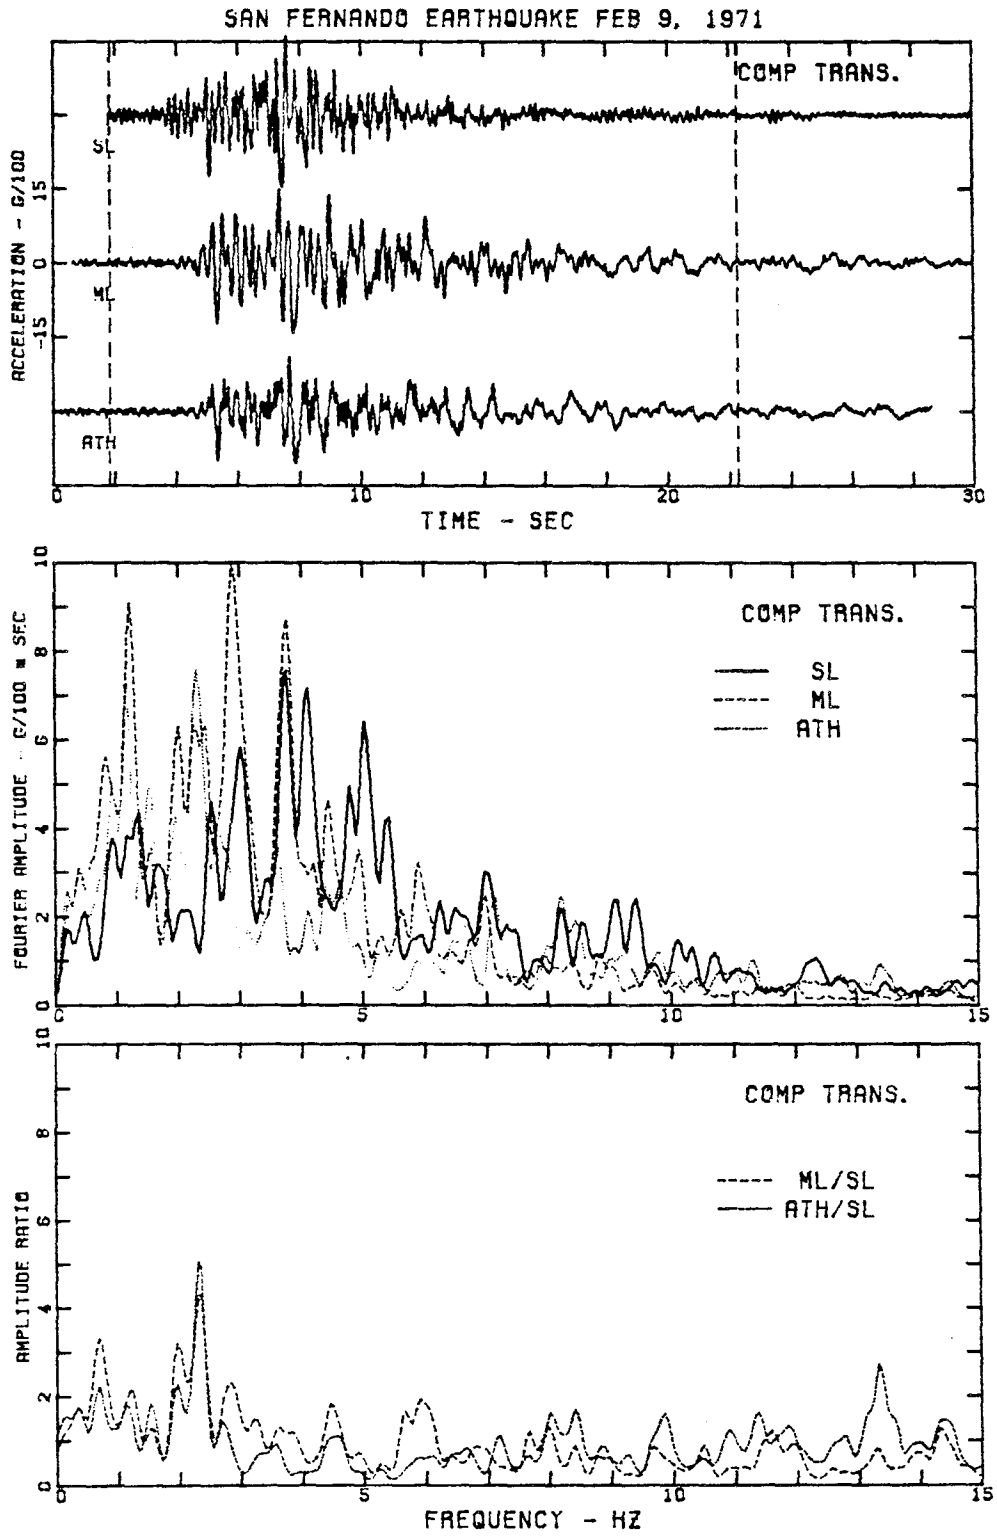 SAN FERNANDO EARTHQUAKE FEB 9, 1971
COMP TRANS.
SL
ML
ATH
ACCELERATION - G/100
15
0
-15
0
10
20
30
TIME - SEC
COMP TRANS.
SL
ML
ATH
FOURIER AMPLITUDE - G/100 * SEC
10
8
6
4
2
0
0
5
10
15
COMP TRANS.
ML/SL
ATH/SL
AMPLITUDE RATIO
10
8
6
4
2
0
0
5
10
15
FREQUENCY - HZ